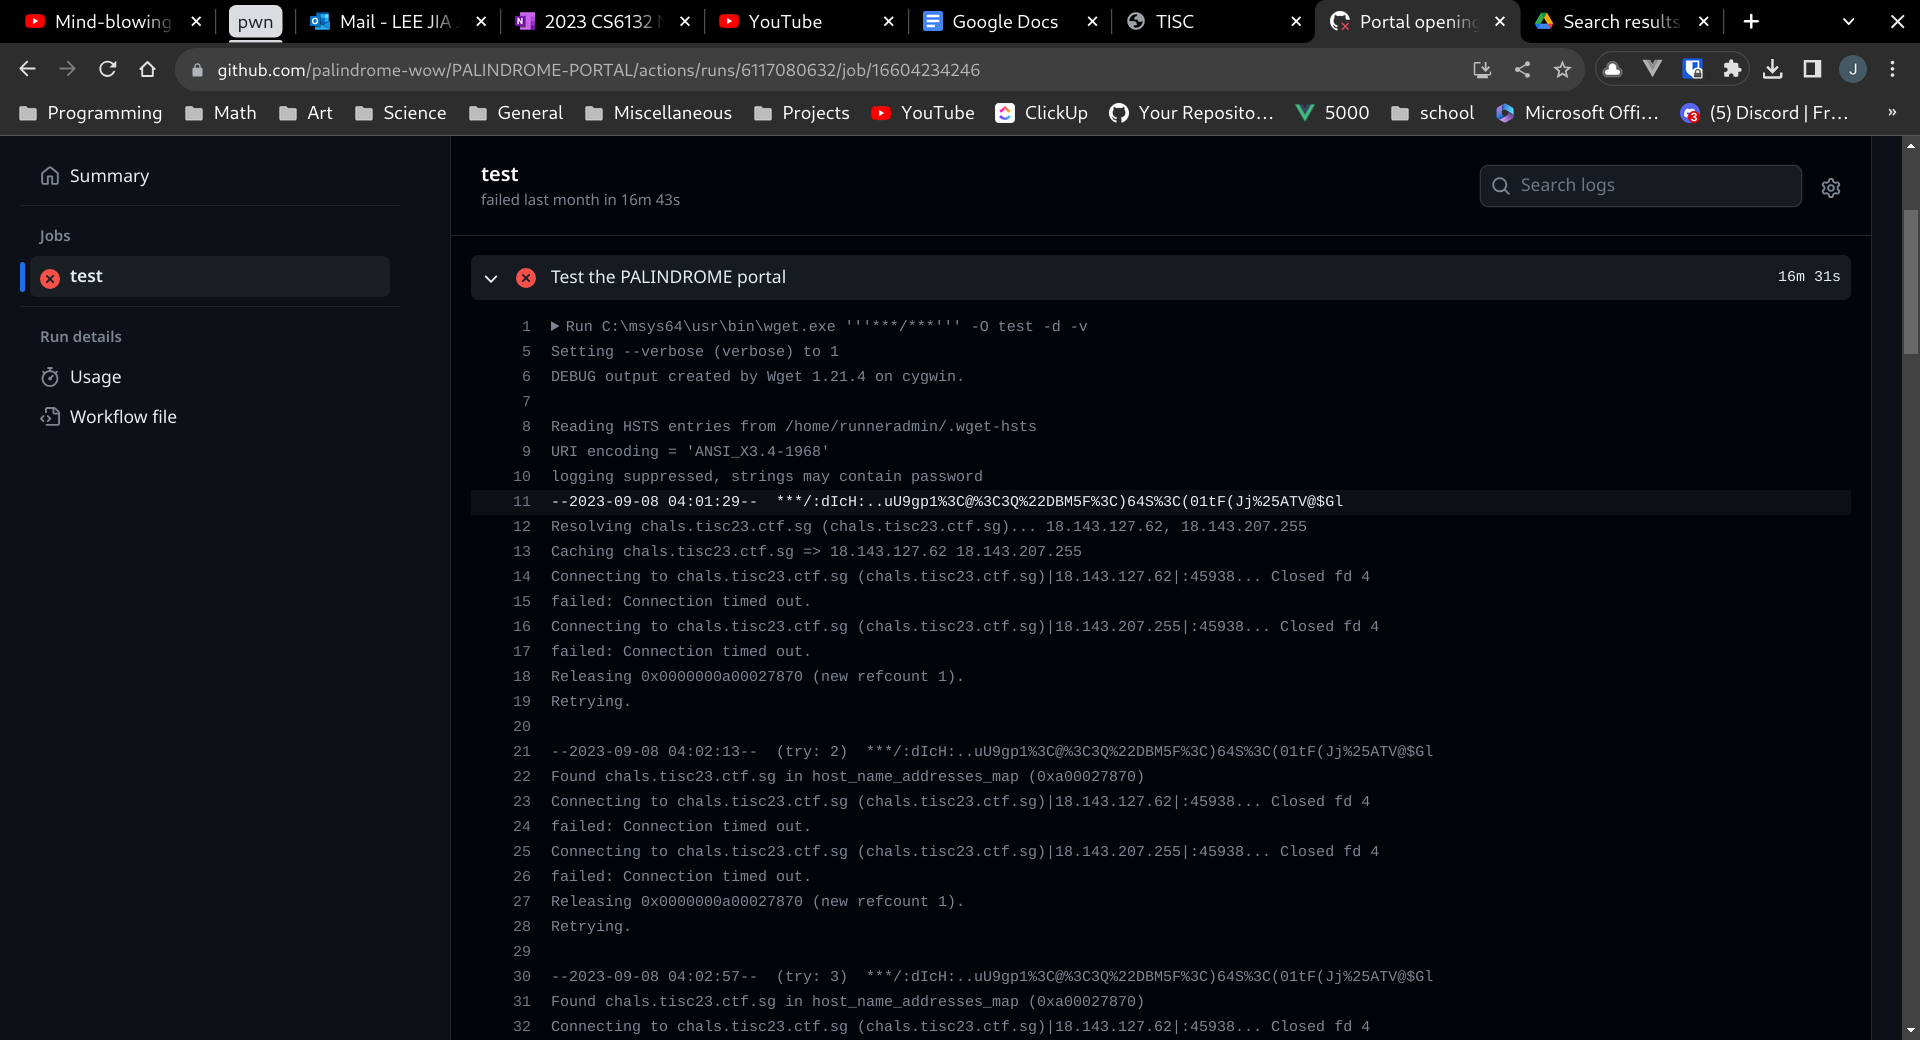 Mind-blowing
pwn
Mail - LEE JIA
2023 CS6132
YouTube
Google Docs
TISC
Portal opening
Search results
github.com/palindrome-wow/PALINDROME-PORTAL/actions/runs/6117080632/job/16604234246
J
Programming
Math
Art
Science
General
Miscellaneous
Projects
YouTube
ClickUp
Your Reposito...
5000
school
Microsoft Offi...
(5) Discord | Fr...
»
Summary
Jobs
test
Run details
Usage
Workflow file
test
failed last month in 16m 43s
Search logs
Test the PALINDROME portal
16m 31s
1 Run C:\msys64\usr\bin\wget.exe '''***/***''' -O test -d -v
5 Setting --verbose (verbose) to 1
6 DEBUG output created by Wget 1.21.4 on cygwin.
7
8 Reading HSTS entries from /home/runneradmin/.wget-hsts
9 URI encoding = 'ANSI_X3.4-1968'
10 logging suppressed, strings may contain password
11 --2023-09-08 04:01:29--  ***/:dIcH:..uU9gp1%3C@%3C3Q%22DBM5F%3C)64S%3C(01tF(Jj%25ATV@$Gl
12 Resolving chals.tisc23.ctf.sg (chals.tisc23.ctf.sg)... 18.143.127.62, 18.143.207.255
13 Caching chals.tisc23.ctf.sg => 18.143.127.62 18.143.207.255
14 Connecting to chals.tisc23.ctf.sg (chals.tisc23.ctf.sg)|18.143.127.62|:45938... Closed fd 4
15 failed: Connection timed out.
16 Connecting to chals.tisc23.ctf.sg (chals.tisc23.ctf.sg)|18.143.207.255|:45938... Closed fd 4
17 failed: Connection timed out.
18 Releasing 0x0000000a00027870 (new refcount 1).
19 Retrying.
20
21 --2023-09-08 04:02:13--  (try: 2)  ***/:dIcH:..uU9gp1%3C@%3C3Q%22DBM5F%3C)64S%3C(01tF(Jj%25ATV@$Gl
22 Found chals.tisc23.ctf.sg in host_name_addresses_map (0xa00027870)
23 Connecting to chals.tisc23.ctf.sg (chals.tisc23.ctf.sg)|18.143.127.62|:45938... Closed fd 4
24 failed: Connection timed out.
25 Connecting to chals.tisc23.ctf.sg (chals.tisc23.ctf.sg)|18.143.207.255|:45938... Closed fd 4
26 failed: Connection timed out.
27 Releasing 0x0000000a00027870 (new refcount 1).
28 Retrying.
29
30 --2023-09-08 04:02:57--  (try: 3)  ***/:dIcH:..uU9gp1%3C@%3C3Q%22DBM5F%3C)64S%3C(01tF(Jj%25ATV@$Gl
31 Found chals.tisc23.ctf.sg in host_name_addresses_map (0xa00027870)
32 Connecting to chals.tisc23.ctf.sg (chals.tisc23.ctf.sg)|18.143.127.62|:45938... Closed fd 4